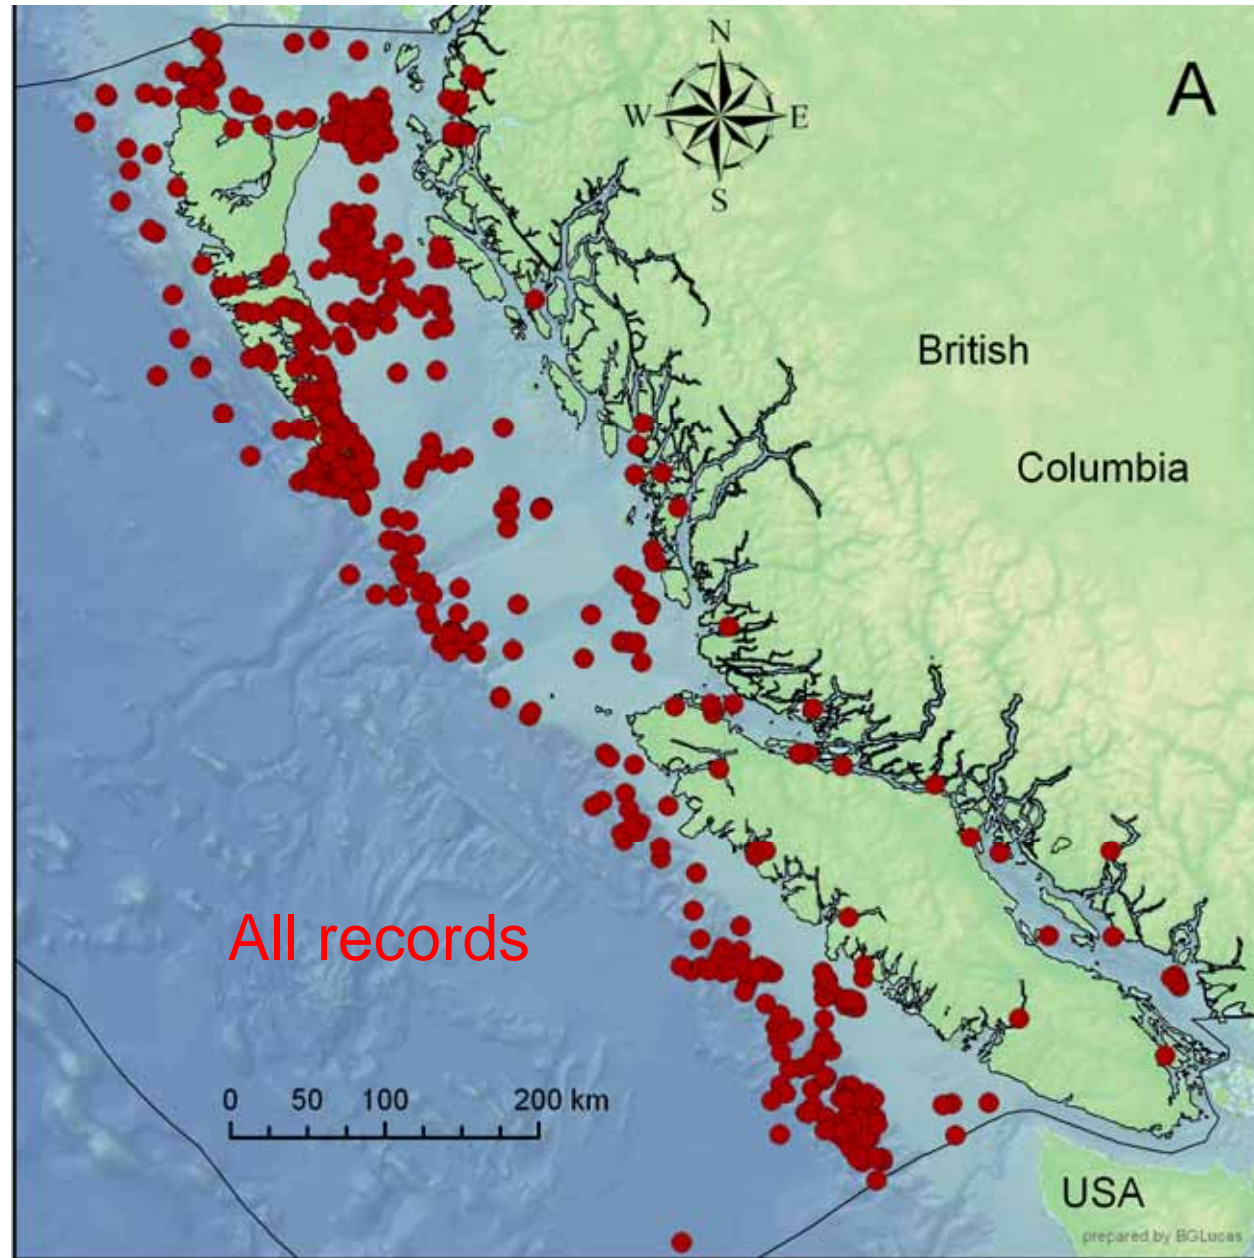 N
A
W
E
S
British
Columbia
All records
0 50 100 200 km
USA
prepared by BGLucas